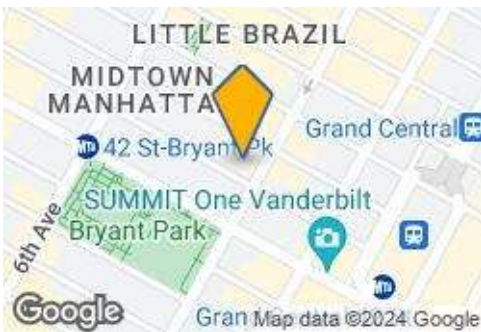 LITTLE BRAZIL
MIDTOWN
MANHATTA
Grand Central
MTA 42 St-Bryant Pk
SUMMIT One Vanderbilt
Bryant Park
6th Ave
Google
Gran Map data ©2024 Google